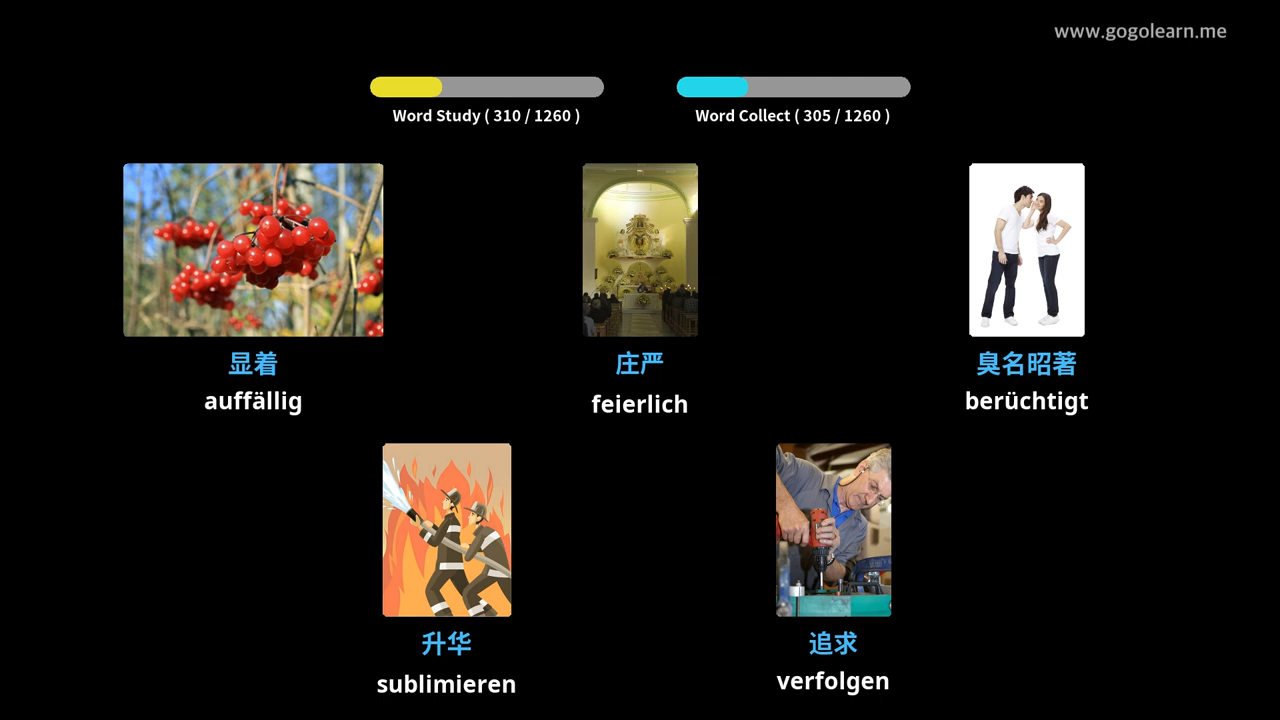 www.gogolearn.me
Word Study ( 310 / 1260 )
Word Collect ( 305 / 1260 )
显着
auffällig
庄严
feierlich
臭名昭著
berüchtigt
升华
sublimieren
追求
verfolgen